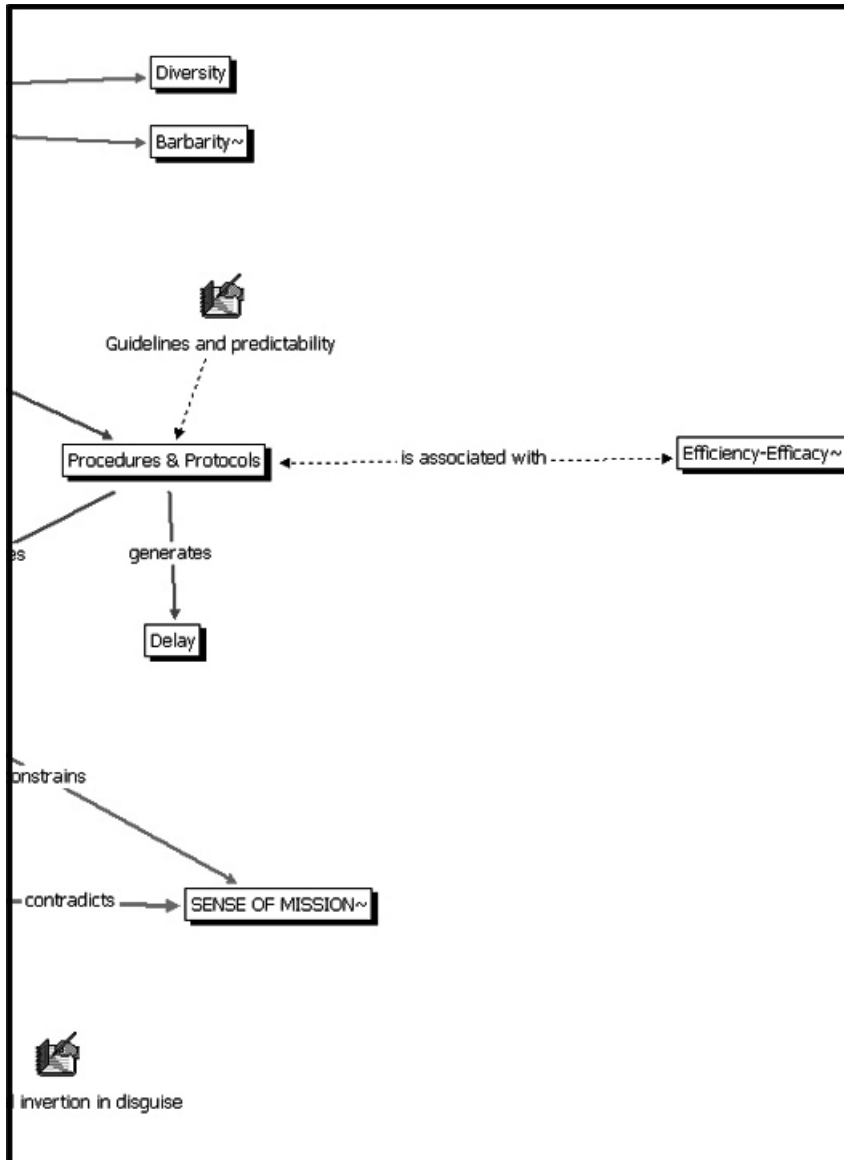 Diversity
Barbarity~
Guidelines and predictability
Procedures & Protocols
is associated with
Efficiency-Efficacy~
es
generates
Delay
onstrains
contradicts
SENSE OF MISSION~
invertion in disguise